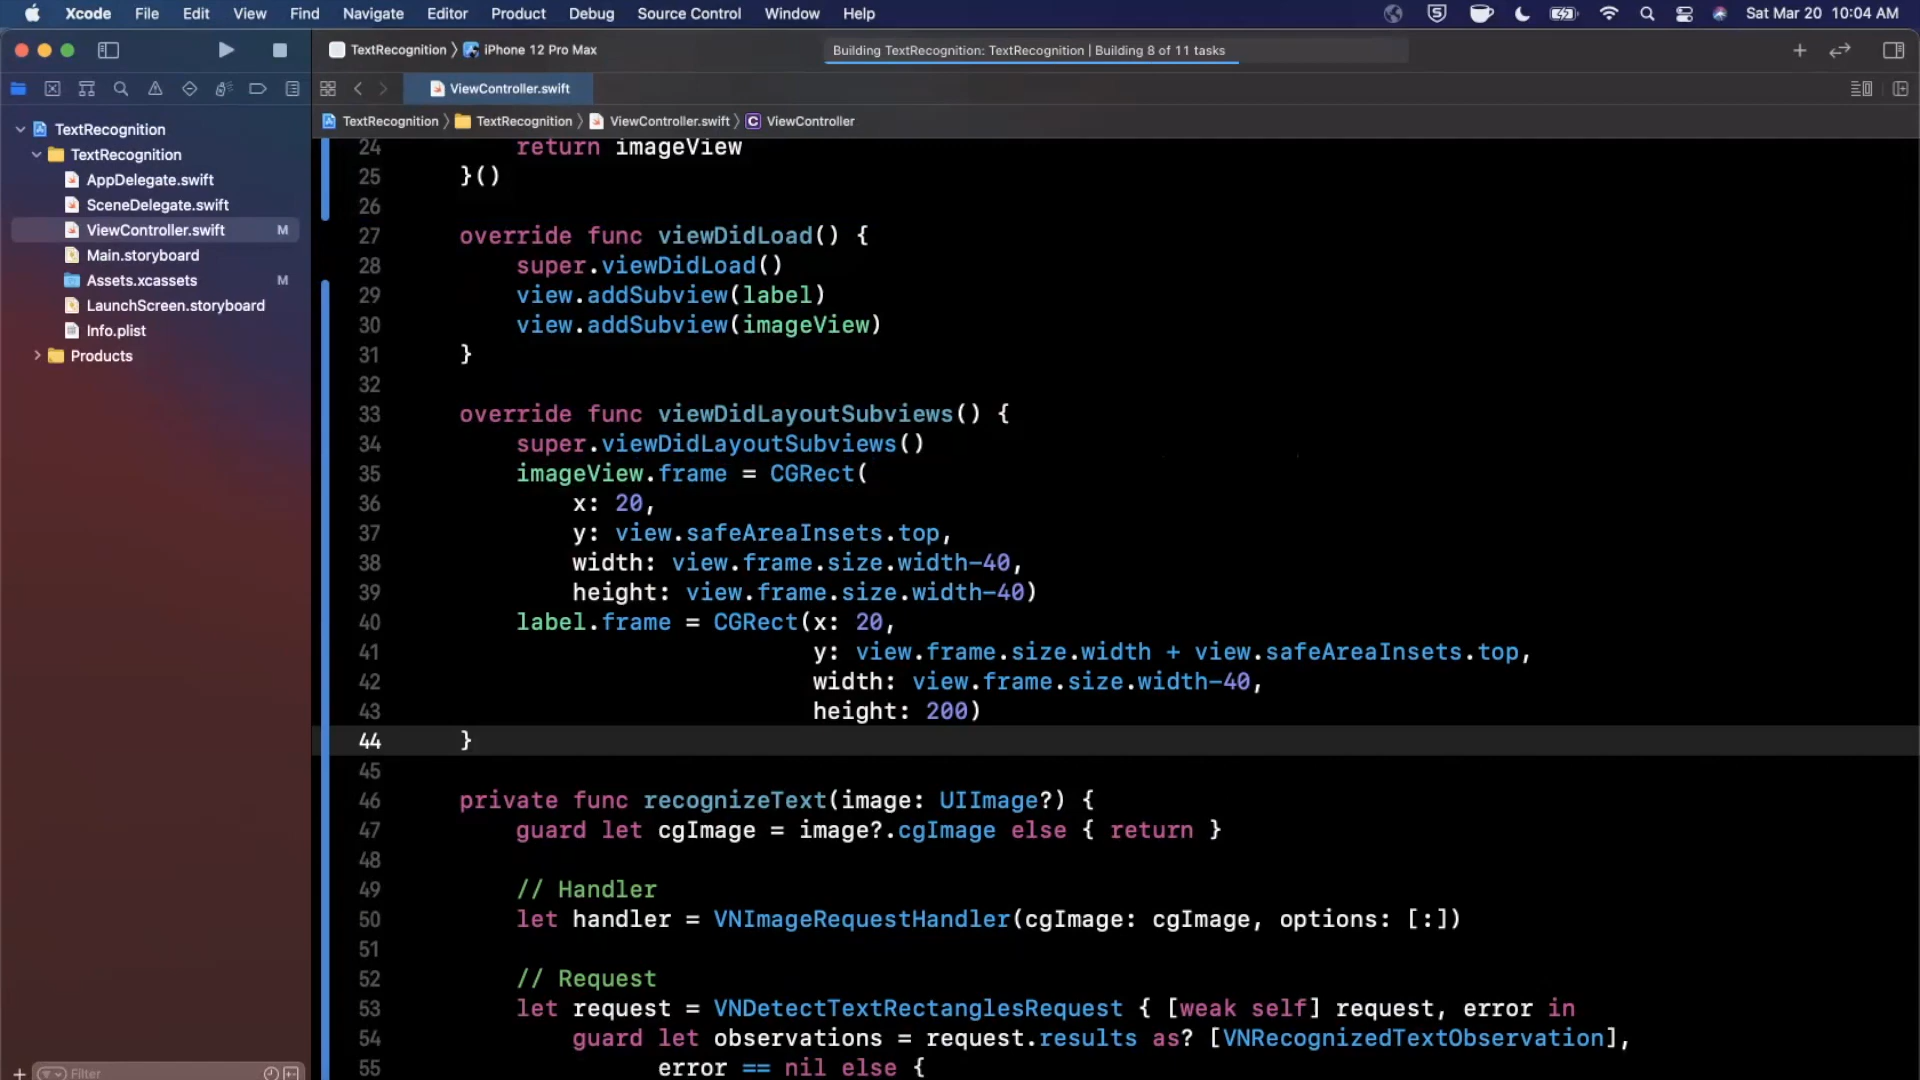 Xcode File Edit View Find Navigate Editor Product Debug Source Control Window Help Sat Mar 20 10:04 AM
TextRecognition 〉 iPhone 12 Pro Max Building TextRecognition: TextRecognition | Building 8 of 11 tasks
ViewController.swift
TextRecognition 〉 TextRecognition 〉 ViewController.swift 〉 C ViewController
TextRecognition
TextRecognition
AppDelegate.swift
SceneDelegate.swift
ViewController.swift M
Main.storyboard
Assets.xcassets M
LaunchScreen.storyboard
Info.plist
Products
Filter
24 return imageView
25 }()
26
27 override func viewDidLoad() {
28 super.viewDidLoad()
29 view.addSubview(label)
30 view.addSubview(imageView)
31 }
32
33 override func viewDidLayoutSubviews() {
34 super.viewDidLayoutSubviews()
35 imageView.frame = CGRect(
36 x: 20,
37 y: view.safeAreaInsets.top,
38 width: view.frame.size.width-40,
39 height: view.frame.size.width-40)
40 label.frame = CGRect(x: 20,
41 y: view.frame.size.width + view.safeAreaInsets.top,
42 width: view.frame.size.width-40,
43 height: 200)
44 }
45
46 private func recognizeText(image: UIImage?) {
47 guard let cgImage = image?.cgImage else { return }
48
49 // Handler
50 let handler = VNImageRequestHandler(cgImage: cgImage, options: [:])
51
52 // Request
53 let request = VNDetectTextRectanglesRequest { [weak self] request, error in
54 guard let observations = request.results as? [VNRecognizedTextObservation],
55 error == nil else {